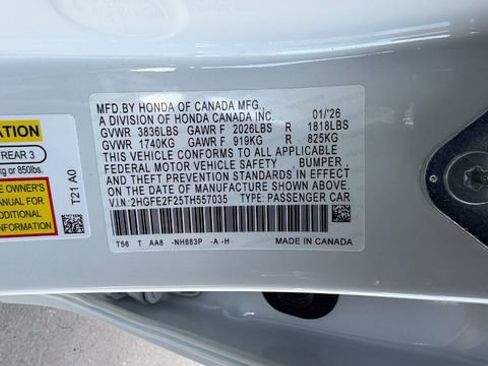 MFD.BY HONDA OF CANADA MFG.,
A DIVISION OF HONDA CANADA INC. 01/'26
GVWR 3836LBS GAWR F 2026LBS R 1818LBS
GVWR 1740KG GAWR F 919KG R 825KG
THIS VEHICLE CONFORMS TO ALL APPLICABLE
FEDERAL MOTOR VEHICLE SAFETY , BUMPER ,
AND THEFT PREVENTION STANDARDS IN EFFECT
ON THE DATE OF MANUFACTURE SHOWN ABOVE.
V.I.N:2HGFE2F25TH557035 TYPE: PASSENGER CAR
T56 T AA8 -NH883P -A -H MADE IN CANADA
ATION
REAR 3
kg or 850lbs.
E OWNER'S
ANUAL FOR
DDITIONAL
ORMATION
T21 A0